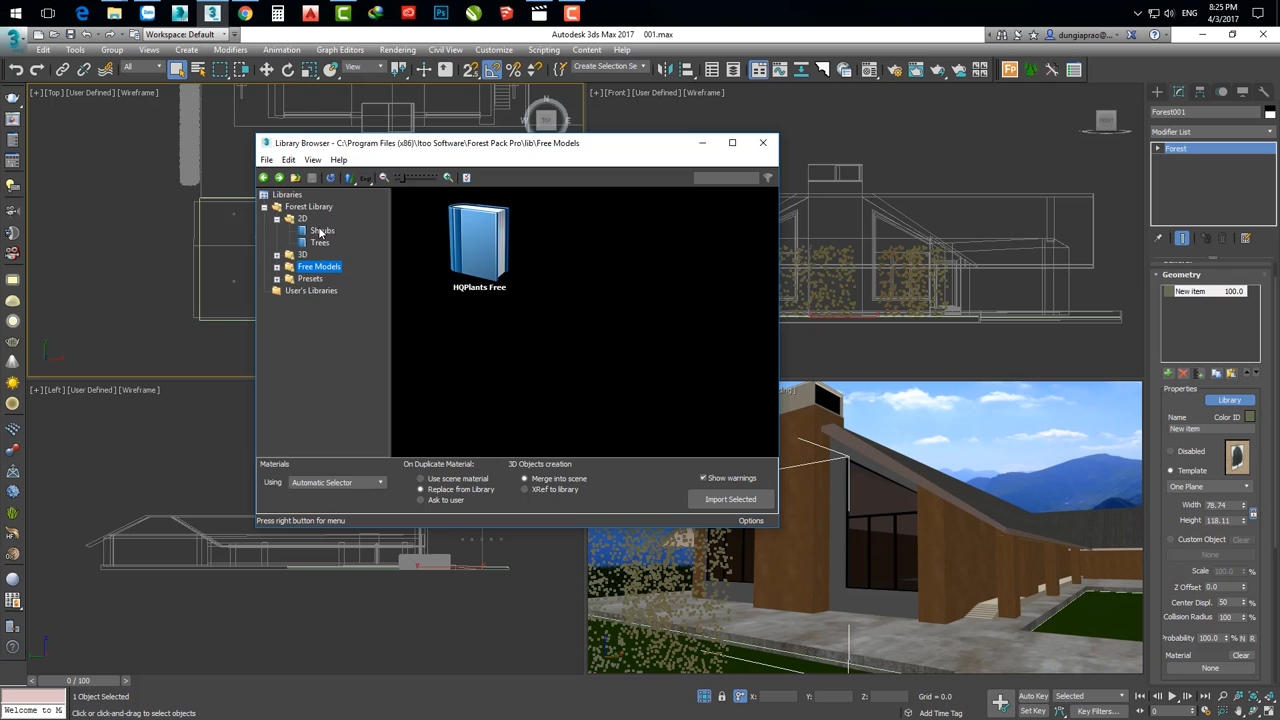 8:25 PM
ENG
4/3/2017
Workspace: Default
Autodesk 3ds Max 2017   001.max
dungiaprao...
Edit Tools Group Views Create Modifiers Animation Graph Editors Rendering Civil View Customize Scripting Content Help
All
View
Create Selection Se
[+] [Top] [User Defined] [Wireframe]
[+] [Front] [User Defined] [Wireframe]
TOP
W
FRONT
Forest001
Modifier List
Forest
Library Browser - C:\Program Files (x86)\Itoo Software\Forest Pack Pro\lib\Free Models
File Edit View Help
Libraries
Forest Library
2D
Shrubs
Trees
3D
Free Models
Presets
User's Libraries
HQPlants Free
Materials
Using Automatic Selector
On Duplicate Material:
Use scene material
Replace from Library
Ask to user
3D Objects creation
Merge into scene
XRef to library
Show warnings
Import Selected
Press right button for menu
Options
[+] [Left] [User Defined] [Wireframe]
General
Geometry
New item 100.0
Properties
Library
Name Color ID
New item
Disabled
Template
One Plane
Width 78.74
Height 118.11
Custom Object Clear
None
Scale 100.0 %
Z Offset 0.0
Center Displ. 50 %
Collision Radius 100 %
Probability 100.0 % N R
Material Clear
None
0 / 100
1 Object Selected
Welcome to M
Click or click-and-drag to select objects
X: Y: Z: Grid = 0.0
Add Time Tag
Auto Key Selected
Set Key Key Filters...
0